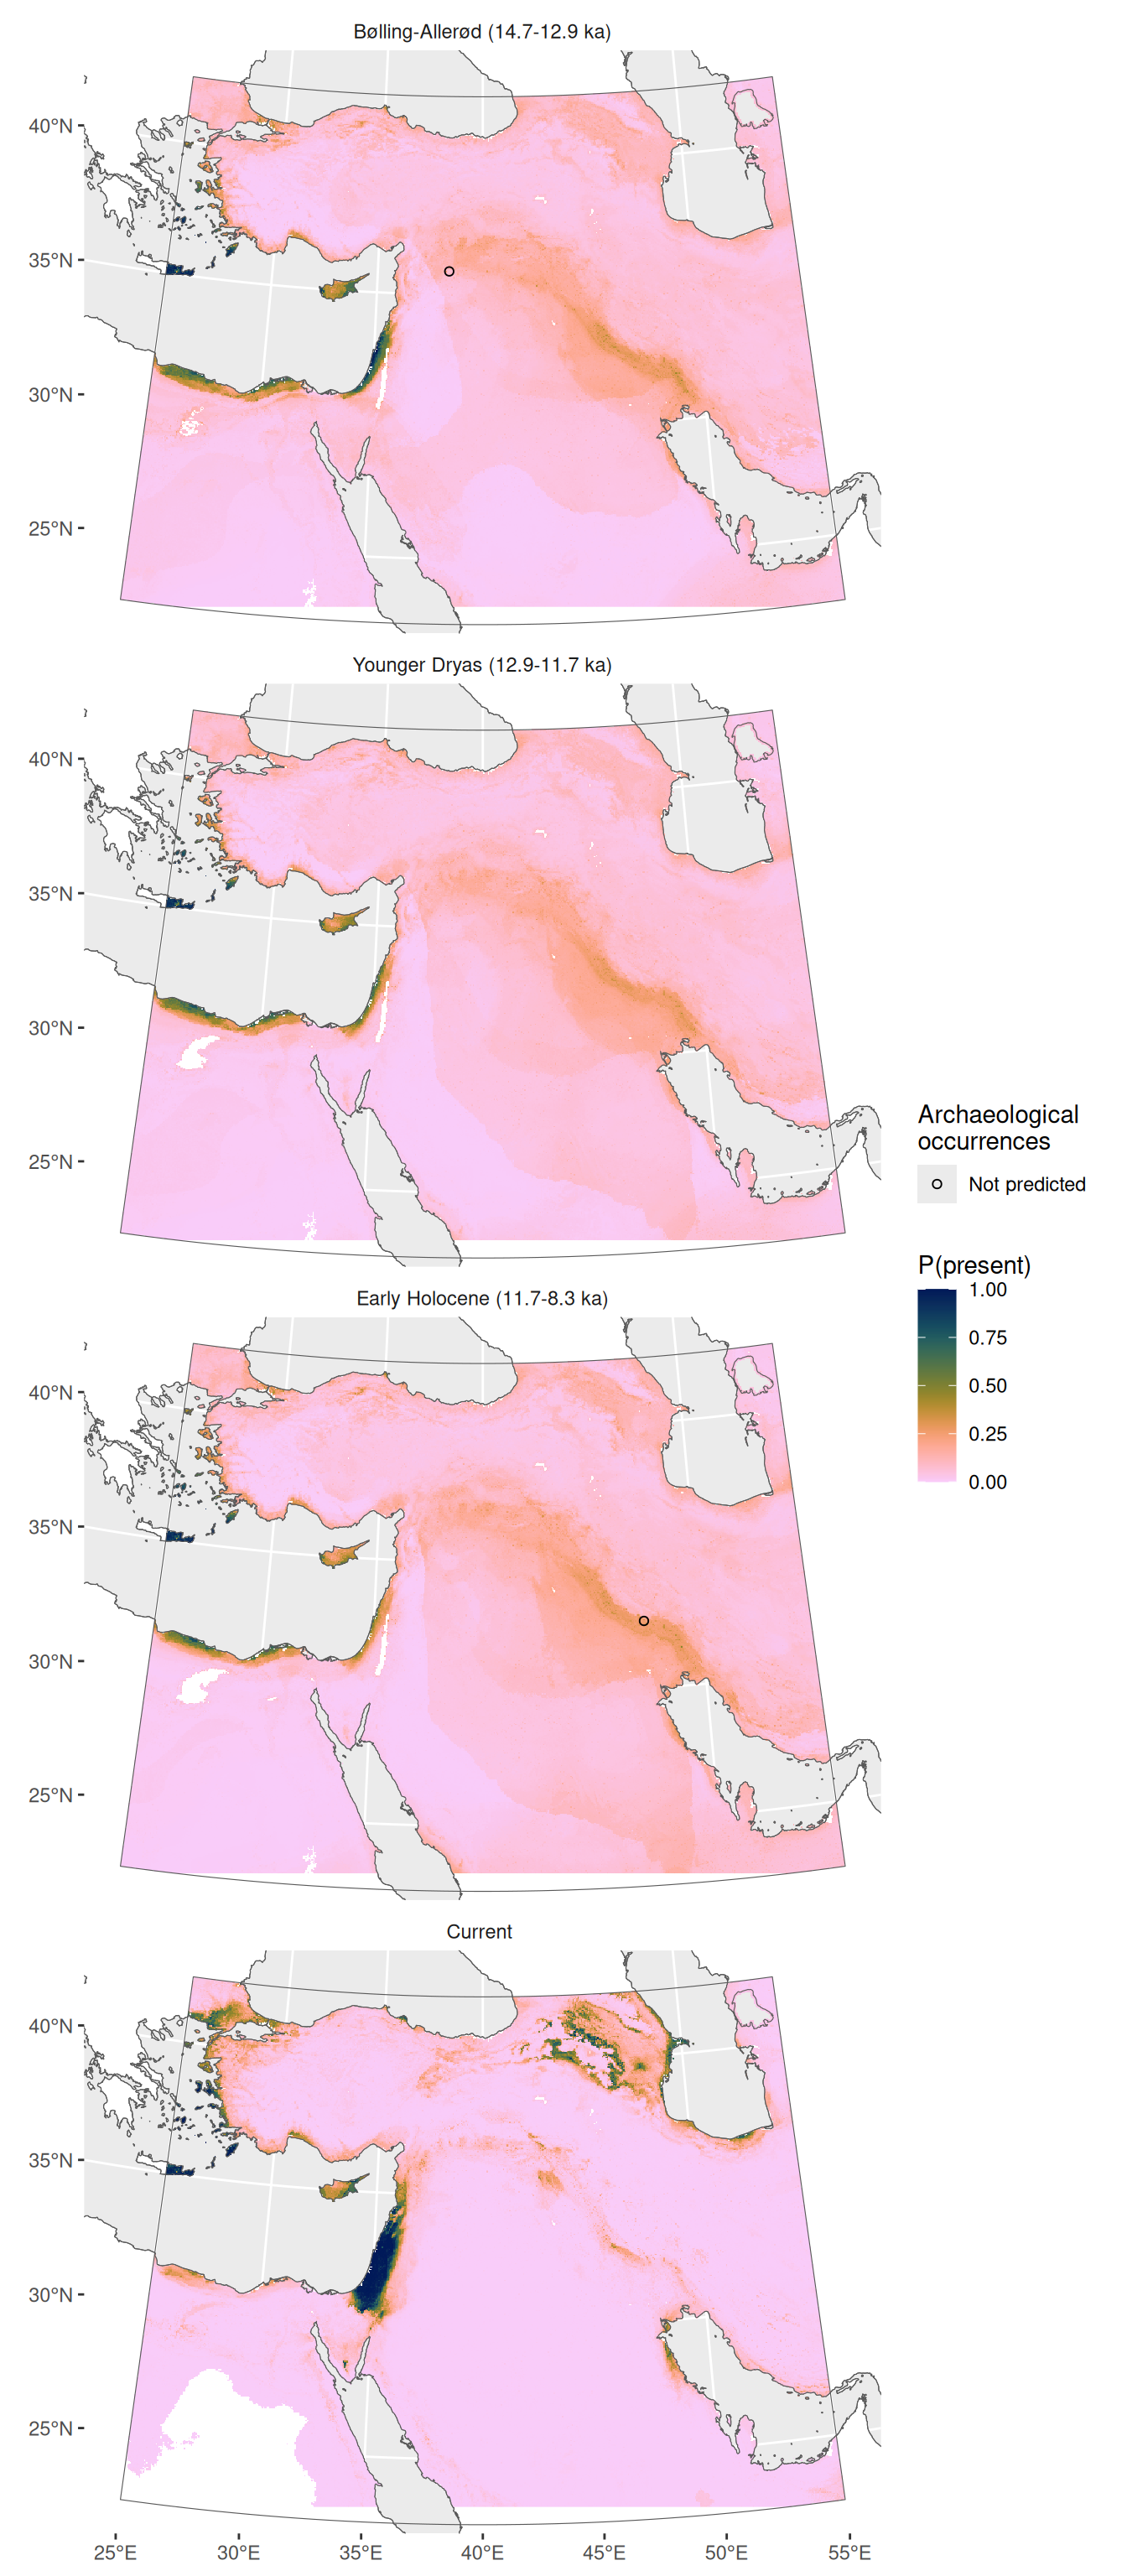 Bølling-Allerød (14.7-12.9 ka)
40°N
35°N
30°N
25°N
Younger Dryas (12.9-11.7 ka)
40°N
35°N
30°N
25°N
Archaeological
occurrences
Not predicted
P(present)
1.00
0.75
0.50
0.25
0.00
Early Holocene (11.7-8.3 ka)
40°N
35°N
30°N
25°N
Current
40°N
35°N
30°N
25°N
25°E
30°E
35°E
40°E
45°E
50°E
55°E